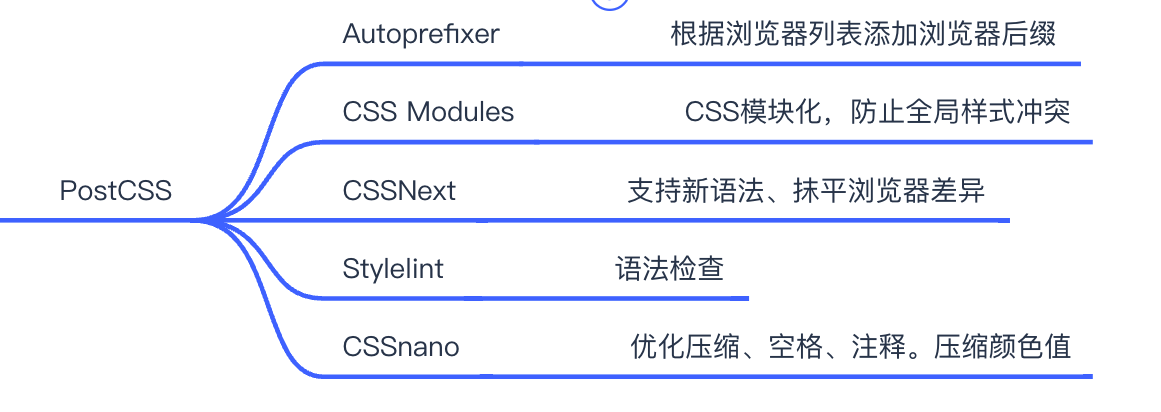 Autoprefixer 根据浏览器列表添加浏览器后缀
CSS Modules CSS模块化，防止全局样式冲突
PostCSS CSSNext 支持新语法、抹平浏览器差异
Stylelint 语法检查
CSSnano 优化压缩、空格、注释。压缩颜色值